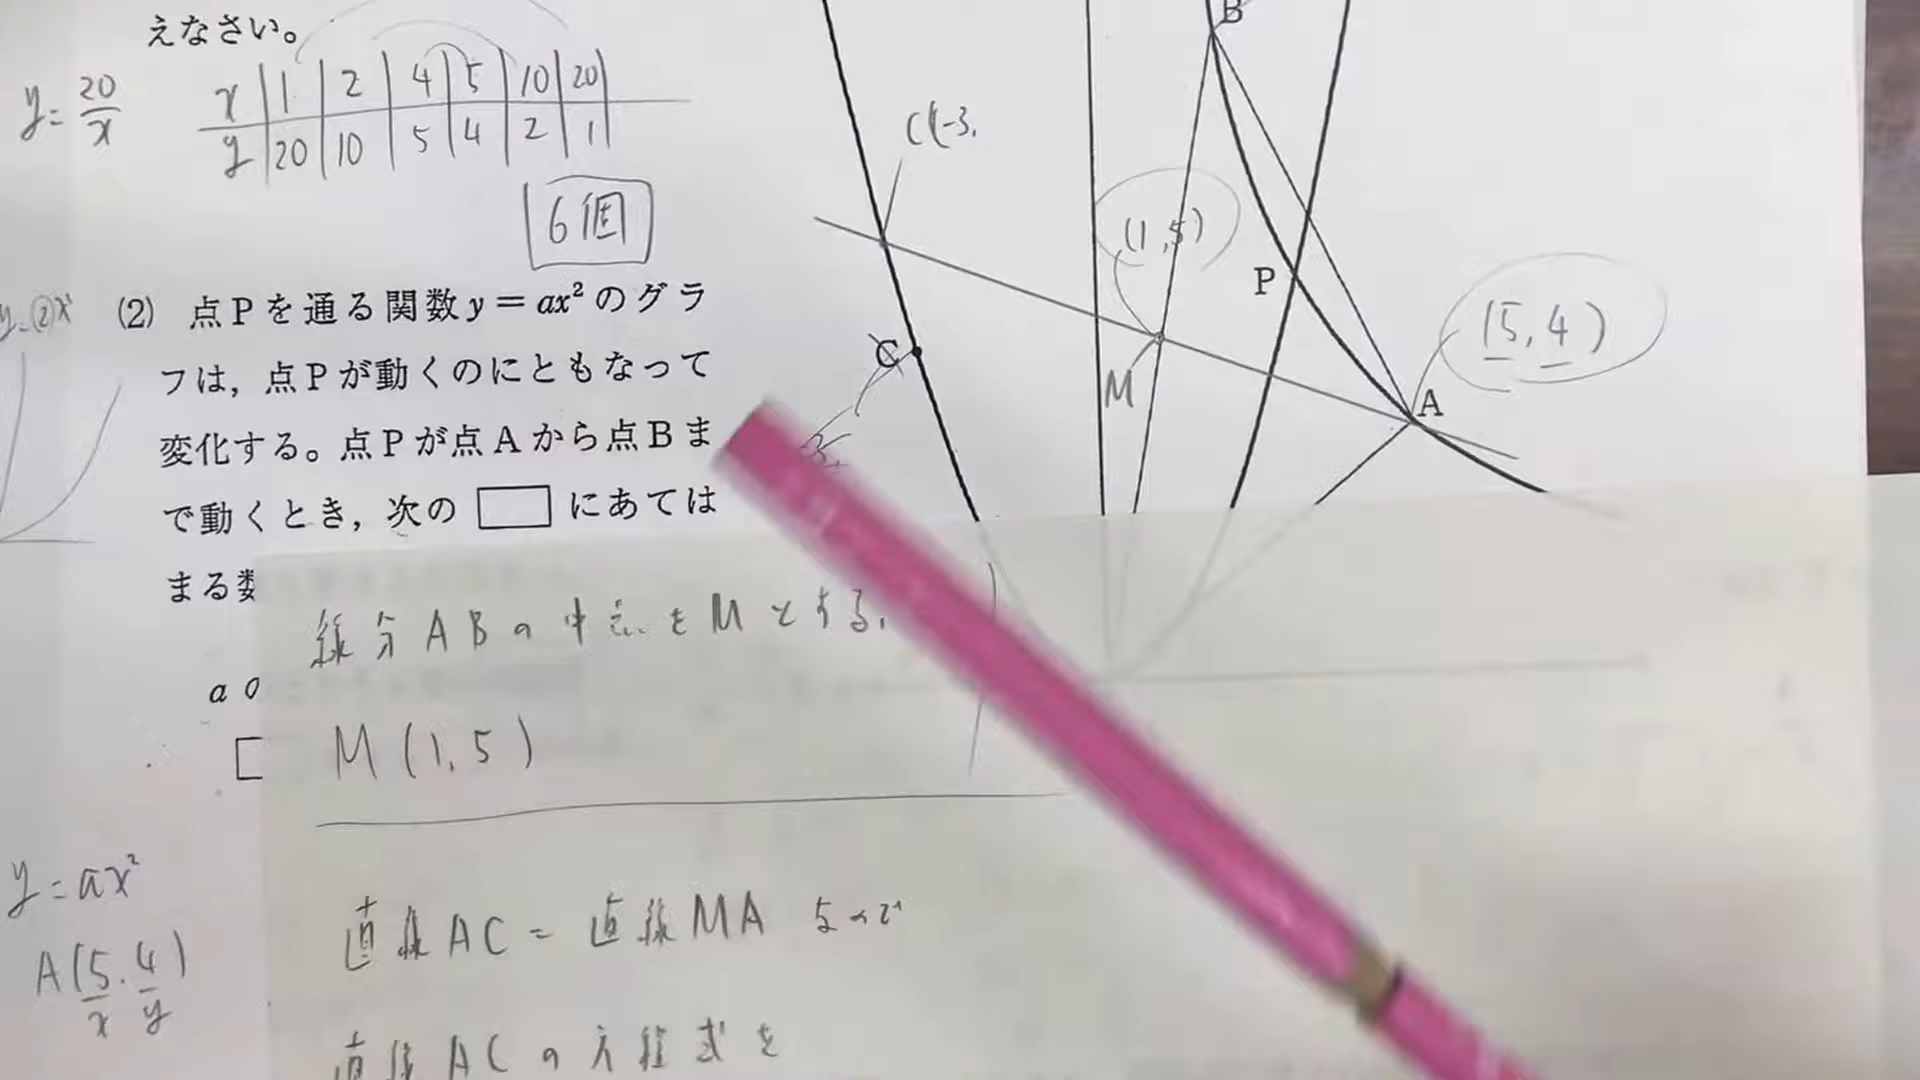 えなさい。
y=20/x
x 1 2 4 5 10 20
y 20 10 5 4 2 1
6個
(2) 点Pを通る関数y=ax²のグラ
フは,点Pが動くのにともなって
変化する。点Pが点Aから点Bま
で動くとき,次の□にあては
まる数
a の
y=ax²
A(5.4)
x y
B
C(-3.
(1,5)
P
C
M
(5,4)
A
線分ABの中点をMとする.
M(1.5)
直線AC=直線MA なので
直線ACの方程式を